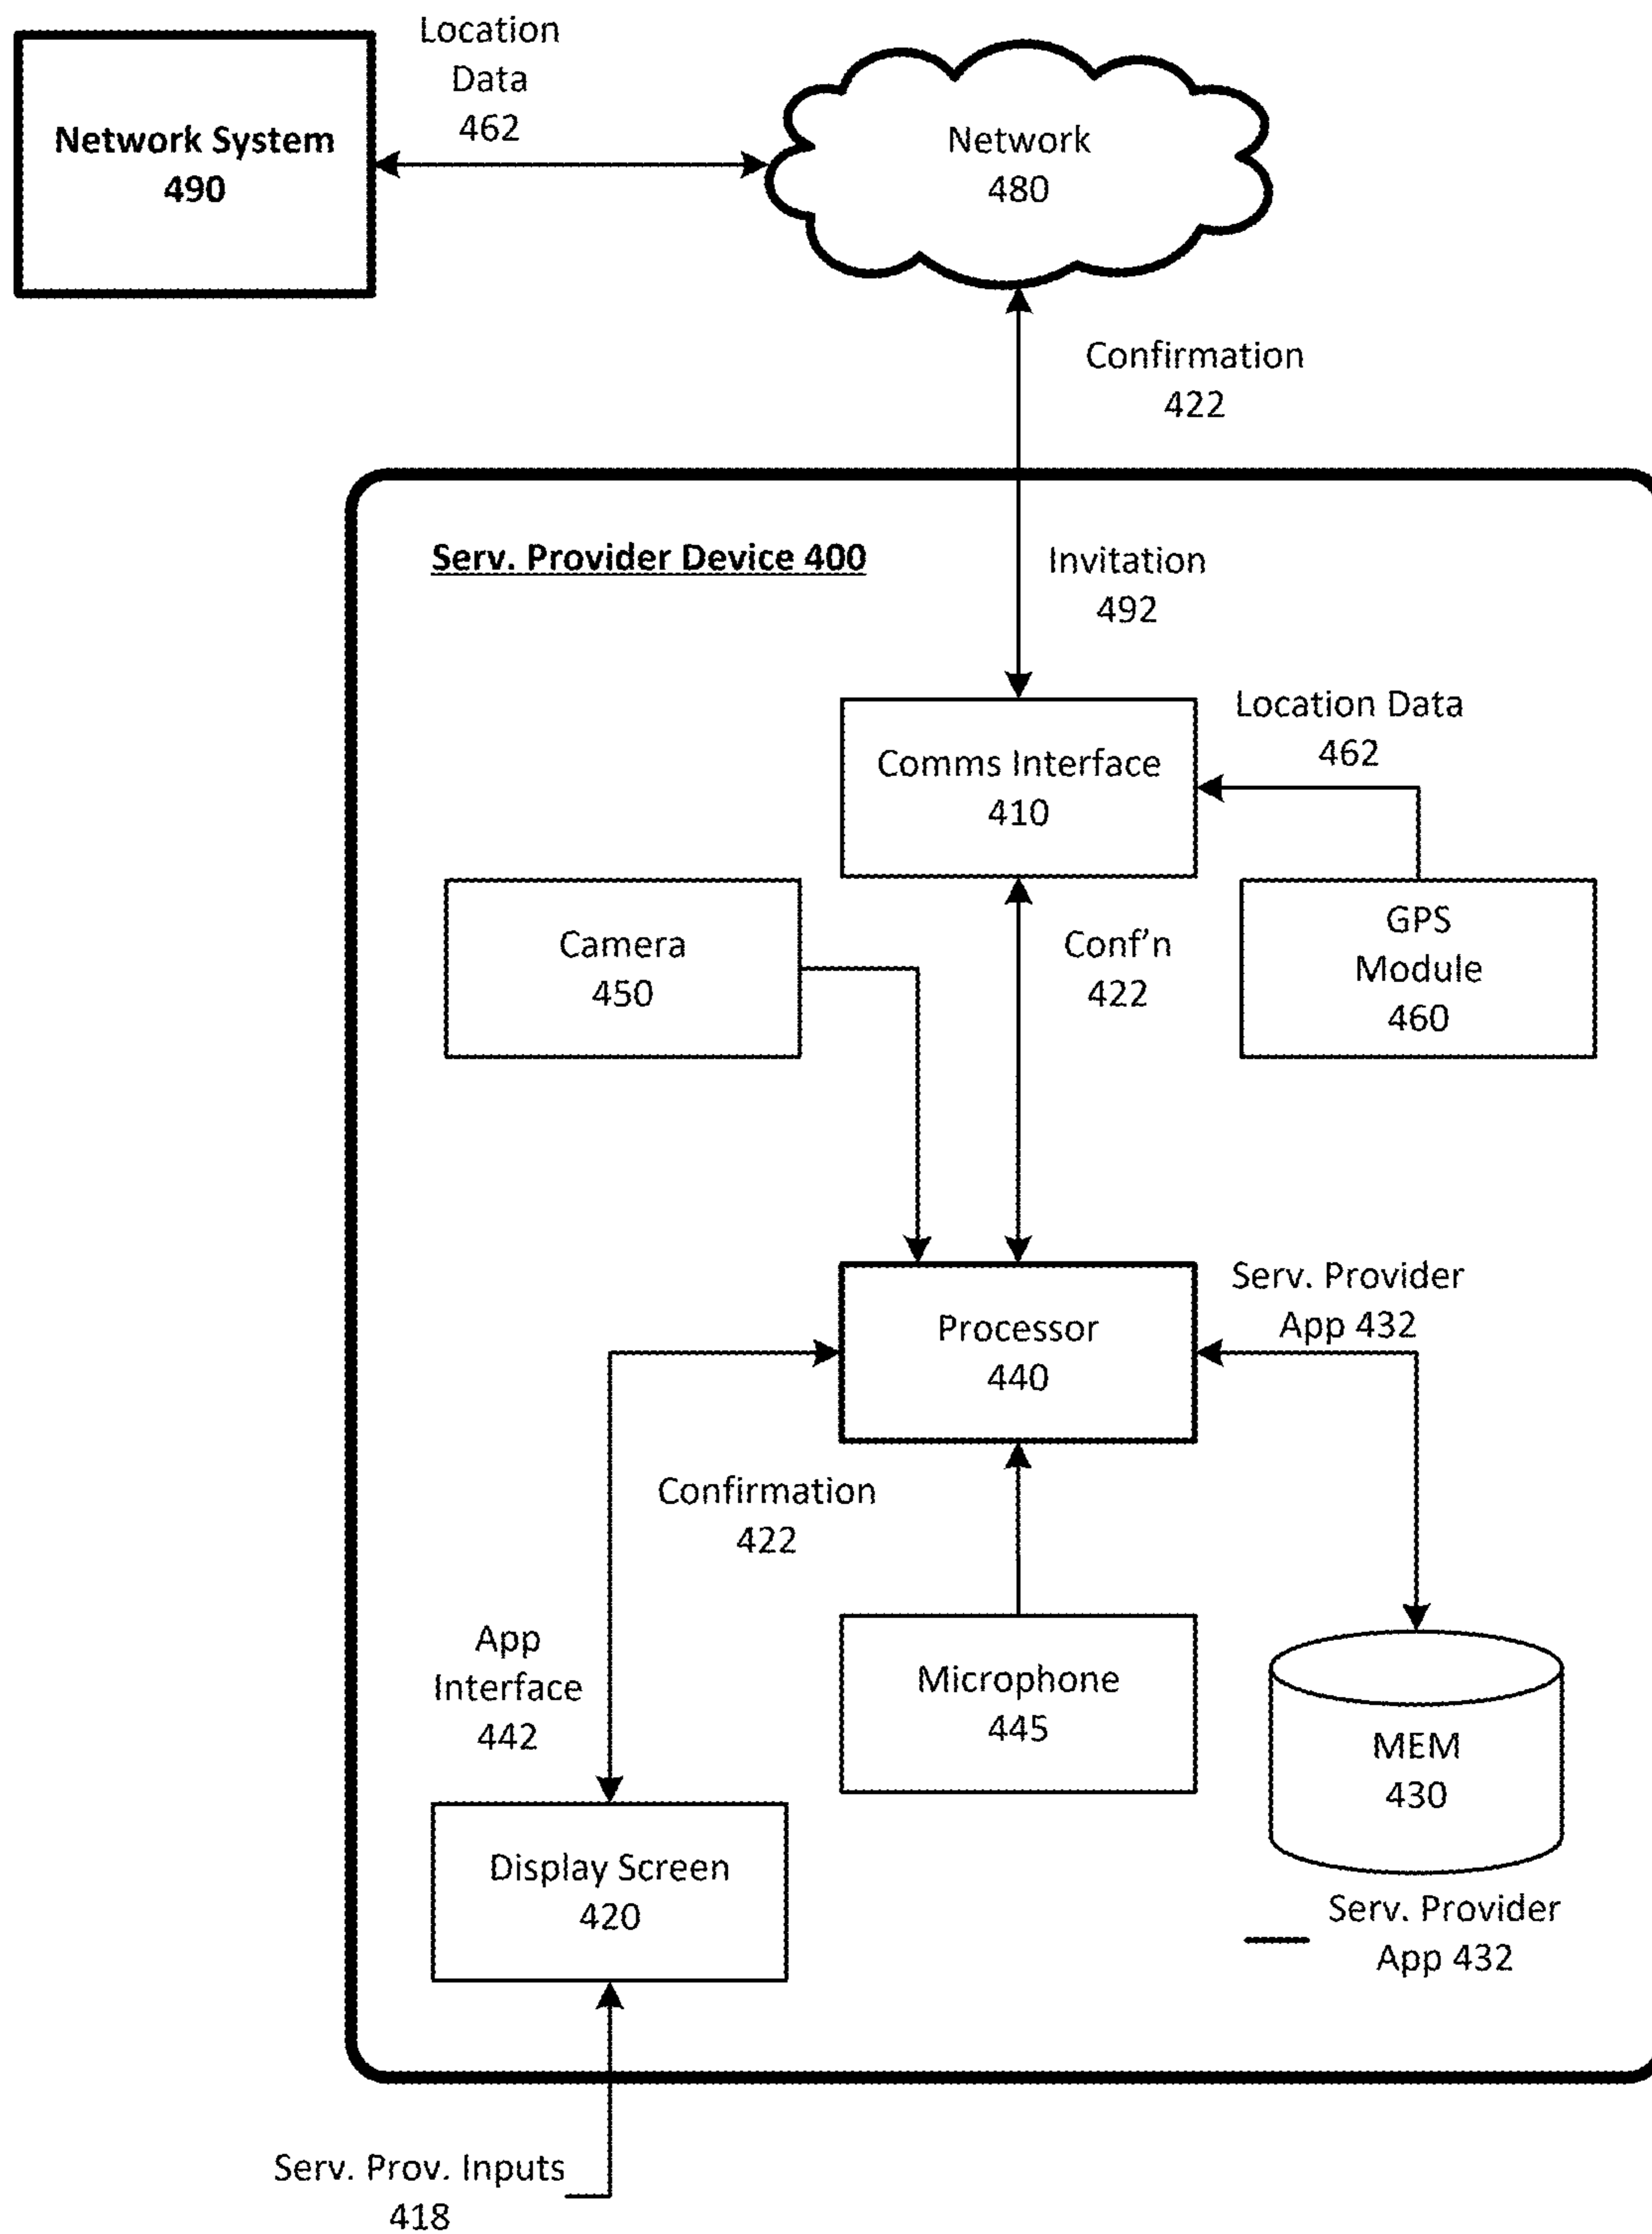 Location
Data
462
Network System
490
Network
480
Confirmation
422
Serv. Provider Device 400
Invitation
492
Location Data
462
Comms Interface
410
Camera
450
Conf'n
422
GPS
Module
460
Serv. Provider
App 432
Processor
440
Confirmation
422
App
Interface
442
Microphone
445
MEM
430
Display Screen
420
Serv. Provider
App 432
Serv. Prov. Inputs
418